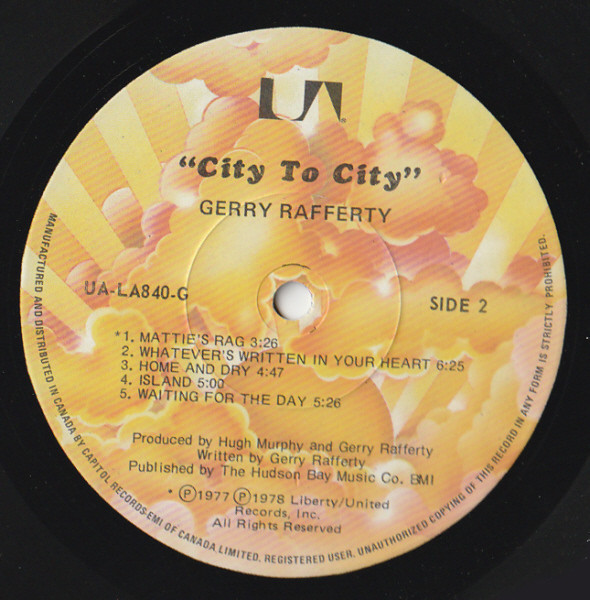 UA®
“City To City”
GERRY RAFFERTY
UA-LA840-G
SIDE 2
*1. MATTIE'S RAG 3:26
2. WHATEVER'S WRITTEN IN YOUR HEART 6:25
3. HOME AND DRY 4:47
4. ISLAND 5:00
5. WAITING FOR THE DAY 5:26
Produced by Hugh Murphy and Gerry Rafferty
Written by Gerry Rafferty
Published by The Hudson Bay Music Co. BMI
* ℗1977 ℗1978 Liberty/United
Records, Inc.
All Rights Reserved
MANUFACTURED AND DISTRIBUTED IN CANADA BY CAPITOL RECORDS-EMI OF CANADA LIMITED, REGISTERED USER. UNAUTHORIZED COPYING OF THIS RECORD IN ANY FORM IS STRICTLY PROHIBITED.